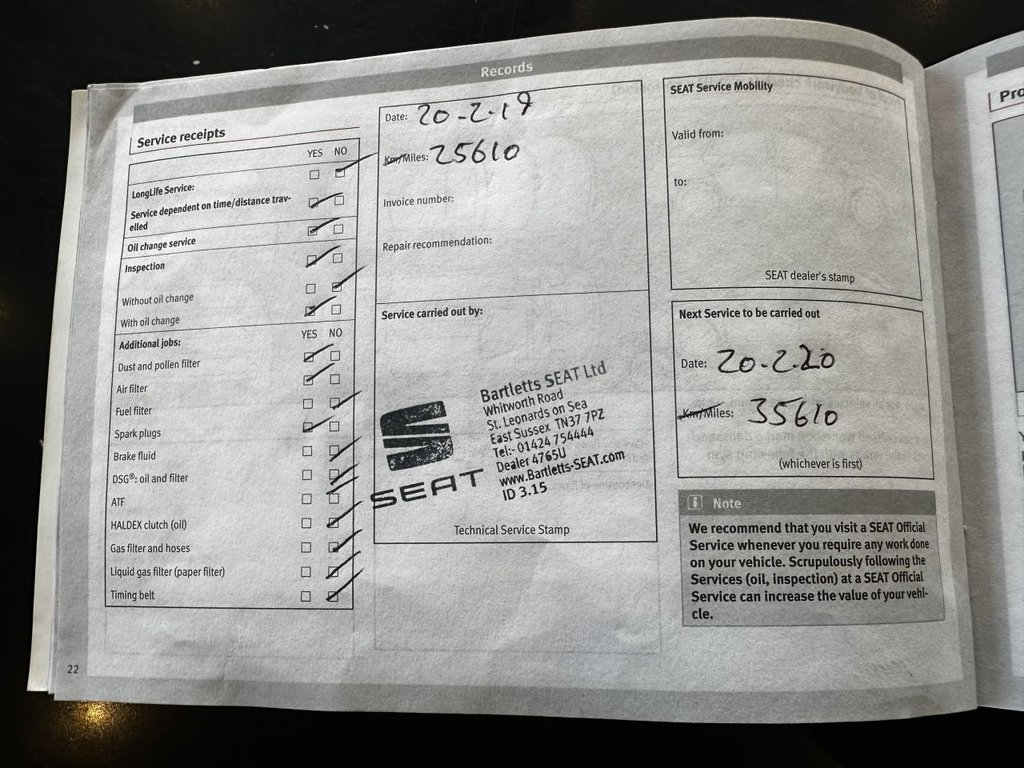 Records
Service receipts
YES NO
LongLife Service:
Service dependent on time/distance trav-
elled
Oil change service
Inspection
Without oil change
With oil change
Additional jobs:
YES NO
Dust and pollen filter
Air filter
Fuel filter
Spark plugs
Brake fluid
DSG®: oil and filter
ATF
HALDEX clutch (oil)
Gas filter and hoses
Liquid gas filter (paper filter)
Timing belt
22
Date: 20-2-19
Km/Miles: 25610
Invoice number:
Repair recommendation:
Service carried out by:
SEAT
Bartletts SEAT Ltd
Whitworth Road
St. Leonards on Sea
East Sussex TN37 7PZ
Tel:- 01424 754444
Dealer 4765U
www.Bartletts-SEAT.com
ID 3.15
Technical Service Stamp
SEAT Service Mobility
Valid from:
to:
SEAT dealer's stamp
Next Service to be carried out
Date: 20-2-20
Km/Miles: 35610
(whichever is first)
i Note
We recommend that you visit a SEAT Official
Service whenever you require any work done
on your vehicle. Scrupulously following the
Services (oil, inspection) at a SEAT Official
Service can increase the value of your vehi-
cle.
Pro